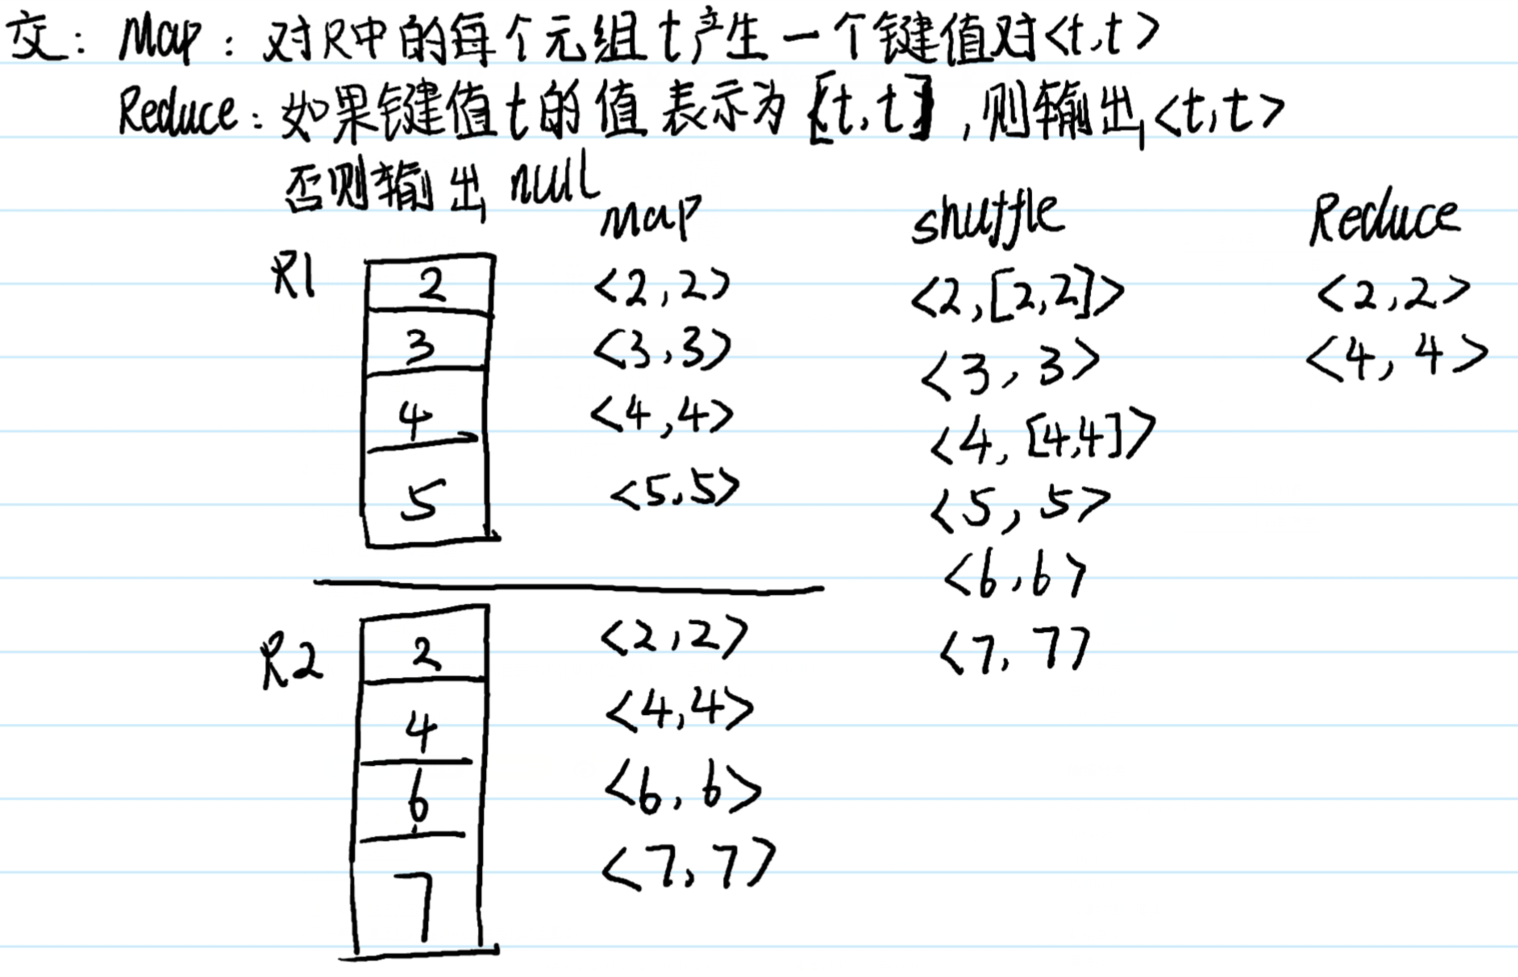 交: Map: 对R中的每个元组t产生一个键值对<t,t>
Reduce: 如果键值t的值表示为[t,t],则输出<t,t>
否则输出null
map shuffle Reduce
R1 2 <2,2> <2,[2,2]> <2,2>
3 <3,3> <3,3> <4,4>
4 <4,4> <4,[4,4]>
5 <5,5> <5,5>
<6,6>
R2 2 <2,2> <7,7>
4 <4,4>
6 <6,6>
7 <7,7>